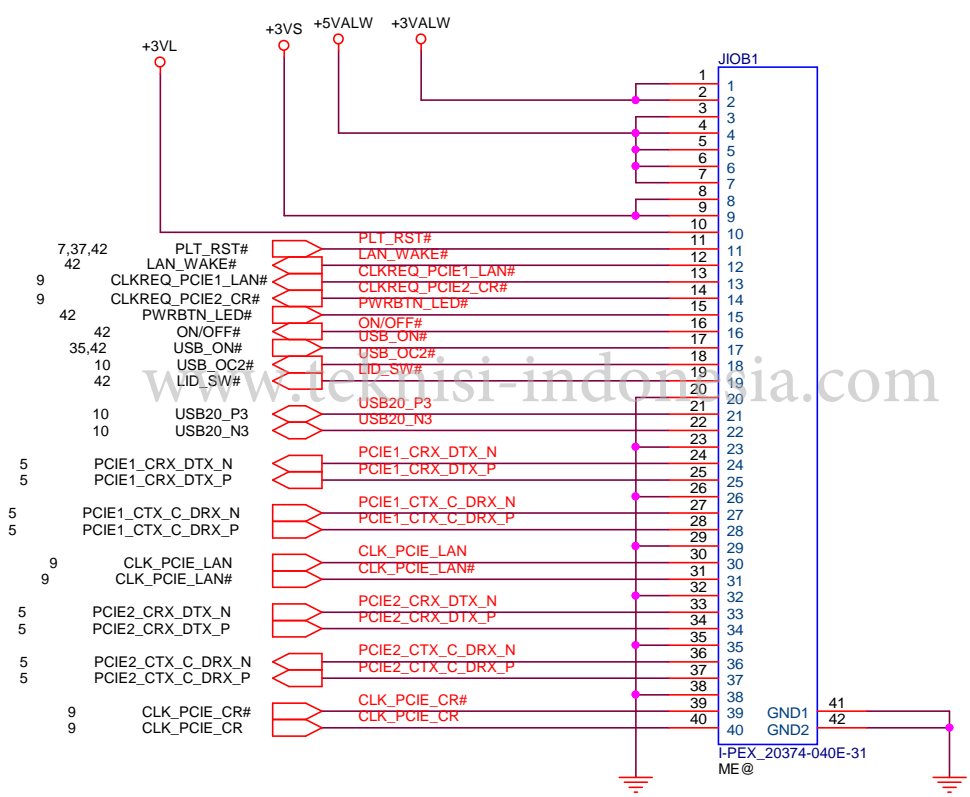 +3VL
+3VS
+5VALW
+3VALW
JIOB1
1 1
2 2
3 3
4 4
5 5
6 6
7 7
8 8
9 9
10 10
7,37,42 PLT_RST# PLT_RST# 11 11
42 LAN_WAKE# LAN_WAKE# 12 12
9 CLKREQ_PCIE1_LAN# CLKREQ_PCIE1_LAN# 13 13
9 CLKREQ_PCIE2_CR# CLKREQ_PCIE2_CR# 14 14
42 PWRBTN_LED# PWRBTN_LED# 15 15
42 ON/OFF# ON/OFF# 16 16
35,42 USB_ON# USB_ON# 17 17
10 USB_OC2# USB_OC2# 18 18
42 LID_SW# LID_SW# 19 19
www.teknisi-indonesia.com
20 20
10 USB20_P3 USB20_P3 21 21
10 USB20_N3 USB20_N3 22 22
23 23
5 PCIE1_CRX_DTX_N PCIE1_CRX_DTX_N 24 24
5 PCIE1_CRX_DTX_P PCIE1_CRX_DTX_P 25 25
26 26
5 PCIE1_CTX_C_DRX_N PCIE1_CTX_C_DRX_N 27 27
5 PCIE1_CTX_C_DRX_P PCIE1_CTX_C_DRX_P 28 28
29 29
9 CLK_PCIE_LAN CLK_PCIE_LAN 30 30
9 CLK_PCIE_LAN# CLK_PCIE_LAN# 31 31
32 32
5 PCIE2_CRX_DTX_N PCIE2_CRX_DTX_N 33 33
5 PCIE2_CRX_DTX_P PCIE2_CRX_DTX_P 34 34
35 35
5 PCIE2_CTX_C_DRX_N PCIE2_CTX_C_DRX_N 36 36
5 PCIE2_CTX_C_DRX_P PCIE2_CTX_C_DRX_P 37 37
38 38
9 CLK_PCIE_CR# CLK_PCIE_CR# 39 39 GND1 41
9 CLK_PCIE_CR CLK_PCIE_CR 40 40 GND2 42
I-PEX_20374-040E-31
ME@